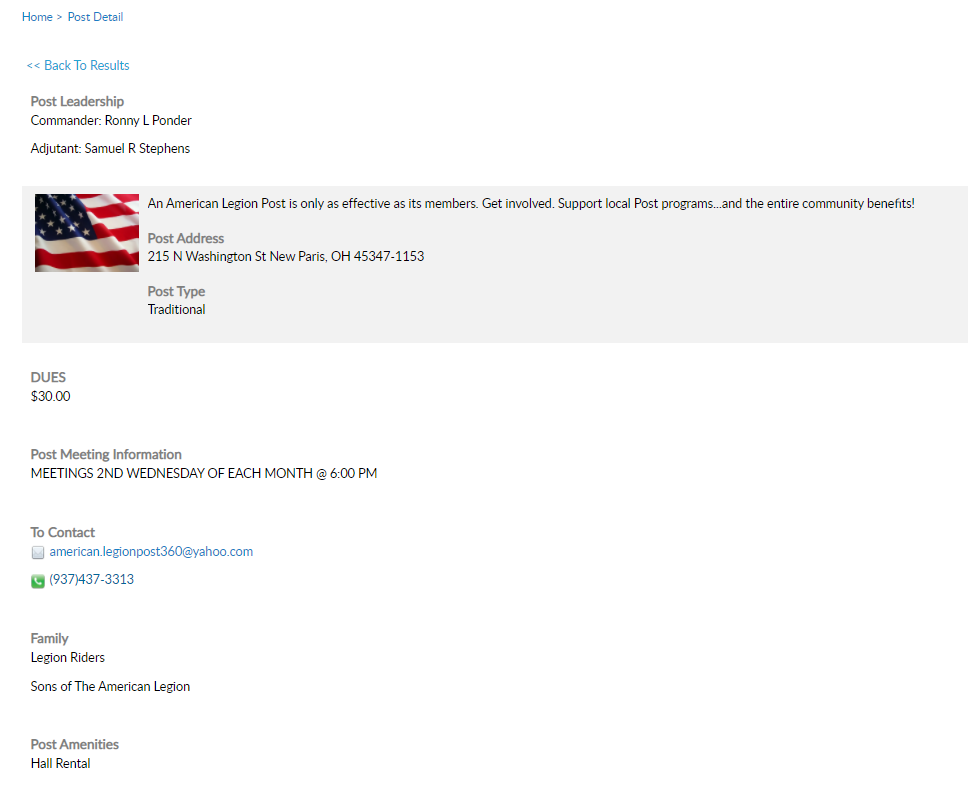 Home > Post Detail
<< Back To Results
Post Leadership
Commander: Ronny L Ponder
Adjutant: Samuel R Stephens
An American Legion Post is only as effective as its members. Get involved. Support local Post programs...and the entire community benefits!
Post Address
215 N Washington St New Paris, OH 45347-1153
Post Type
Traditional
DUES
$30.00
Post Meeting Information
MEETINGS 2ND WEDNESDAY OF EACH MONTH @ 6:00 PM
To Contact
american.legionpost360@yahoo.com
(937)437-3313
Family
Legion Riders
Sons of The American Legion
Post Amenities
Hall Rental